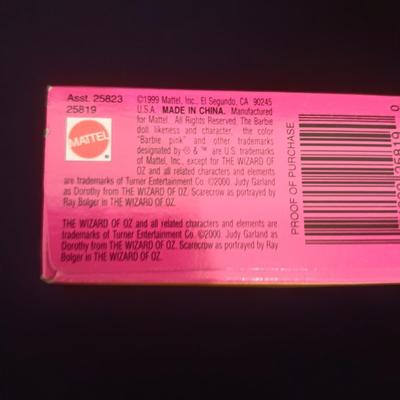 Asst. 25823
25819
MATTEL
©1999 Mattel, Inc., El Segundo, CA 90245
U.S.A. MADE IN CHINA. Manufactured
for Mattel. All Rights Reserved. The Barbie
doll likeness and character, the color
"Barbie pink" and other trademarks
designated by ® & ™ are U.S. trademarks
of Mattel, Inc., except for THE WIZARD OF
OZ and all related characters and elements
are trademarks of Turner Entertainment Co. ©2000. Judy Garland
as Dorothy from THE WIZARD OF OZ. Scarecrow as portrayed by
Ray Bolger in THE WIZARD OF OZ.
THE WIZARD OF OZ and all related characters and elements are
trademarks of Turner Entertainment Co. ©2000. Judy Garland as
Dorothy from THE WIZARD OF OZ. Scarecrow as portrayed by Ray
Bolger in THE WIZARD OF OZ.
PROOF OF PURCHASE
25819 0